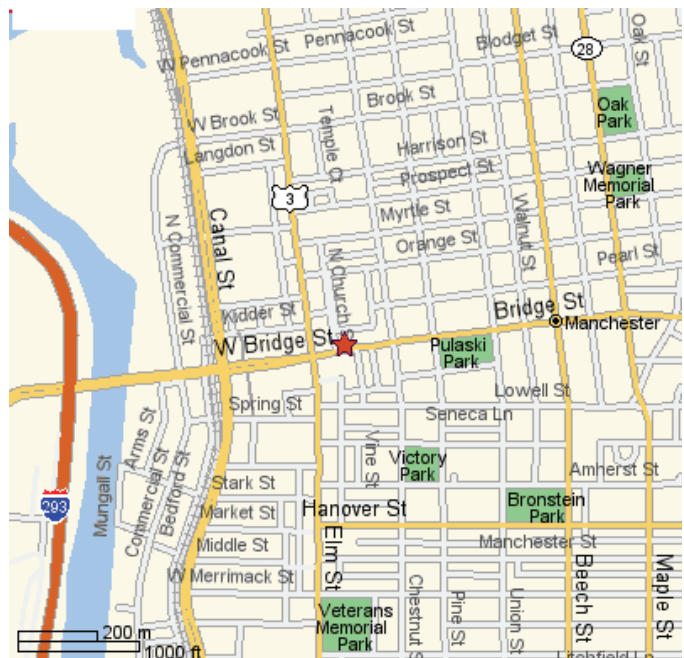 Pennacook St
W Pennacook St
Blodget St
28
Oak St
Brook St
W Brook St
Oak
Park
Temple Ct
Harrison St
Langdon St
Prospect St
Wagner
Memorial
Park
3
Canal St
Myrtle St
Walnut St
N Commercial St
Orange St
Pearl St
N Church St
Kidder St
Bridge St
W Bridge St
Manchester
Pulaski
Park
Lowell St
Spring St
Seneca Ln
Arms St
Vine St
Victory
Park
Amherst St
Mungall St
Commercial St
Bedford St
Stark St
293
Market St
Hanover St
Bronstein
Park
Middle St
Elm St
Manchester St
W Merrimack St
Beech St
Maple St
Chestnut S
Pine St
Union St
Veterans
Memorial
Park
200 m
1000 ft